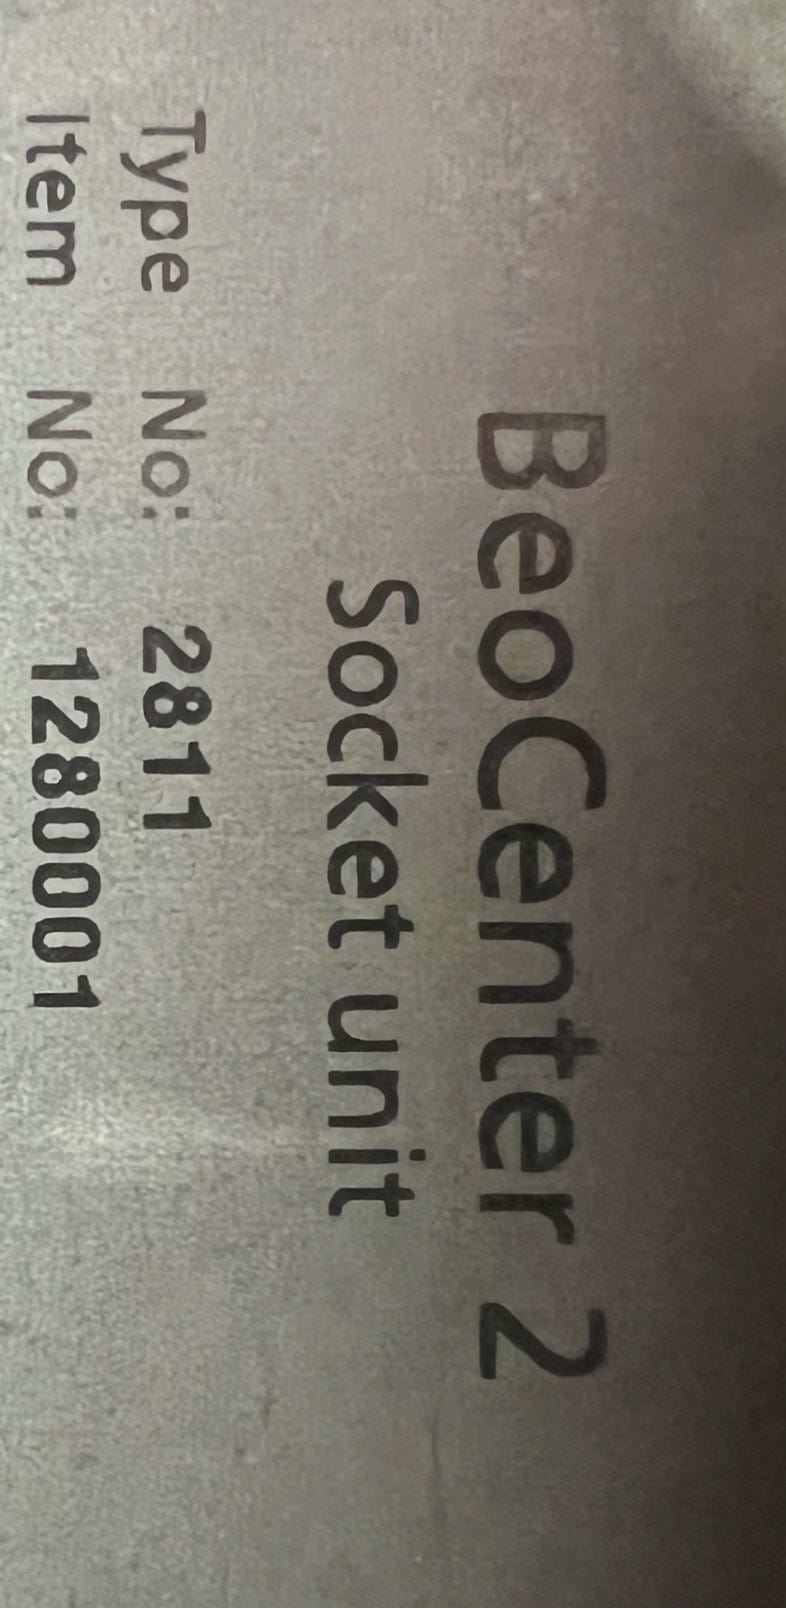 BeoCenter 2
Socket unit
Type No: 2811
Item No: 1280001